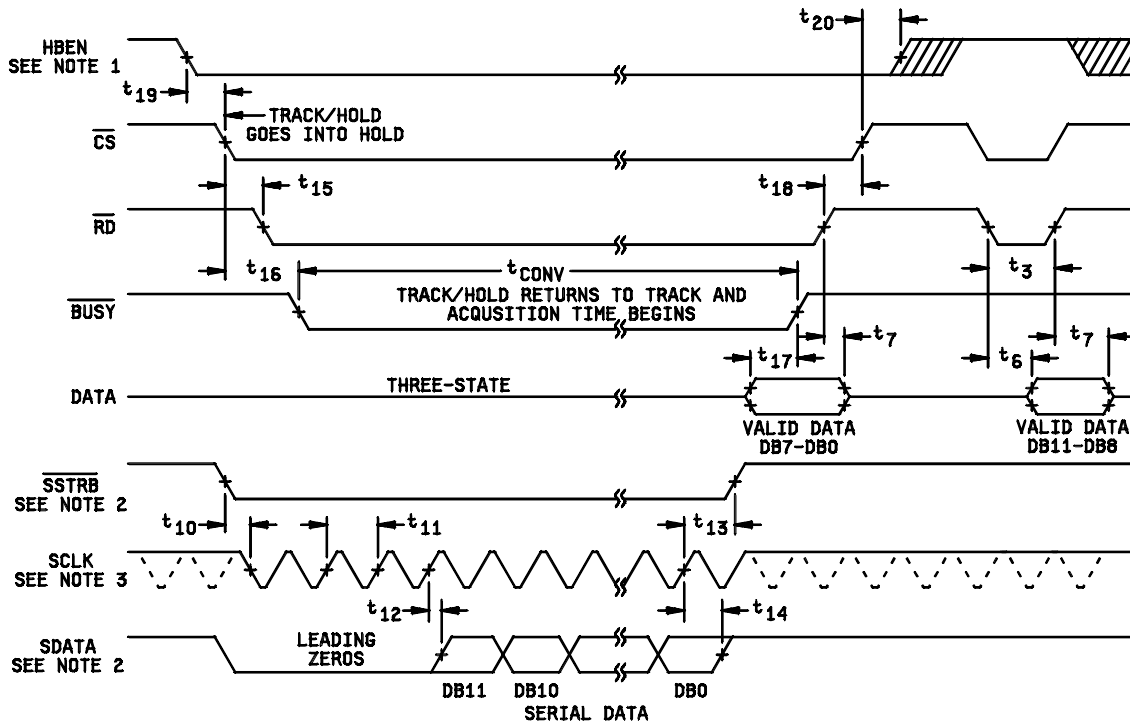 t20
HBEN
SEE NOTE 1
t19
TRACK/HOLD
GOES INTO HOLD
CS
t15
t18
RD
t16
tCONV
t3
TRACK/HOLD RETURNS TO TRACK AND
ACQUSITION TIME BEGINS
BUSY
t17
t7
t6
t7
THREE-STATE
DATA
VALID DATA
DB7-DB0
VALID DATA
DB11-DB8
SSTRB
SEE NOTE 2
t10
t11
t13
SCLK
SEE NOTE 3
t12
t14
SDATA
SEE NOTE 2
LEADING
ZEROS
DB11
DB10
DB0
SERIAL DATA